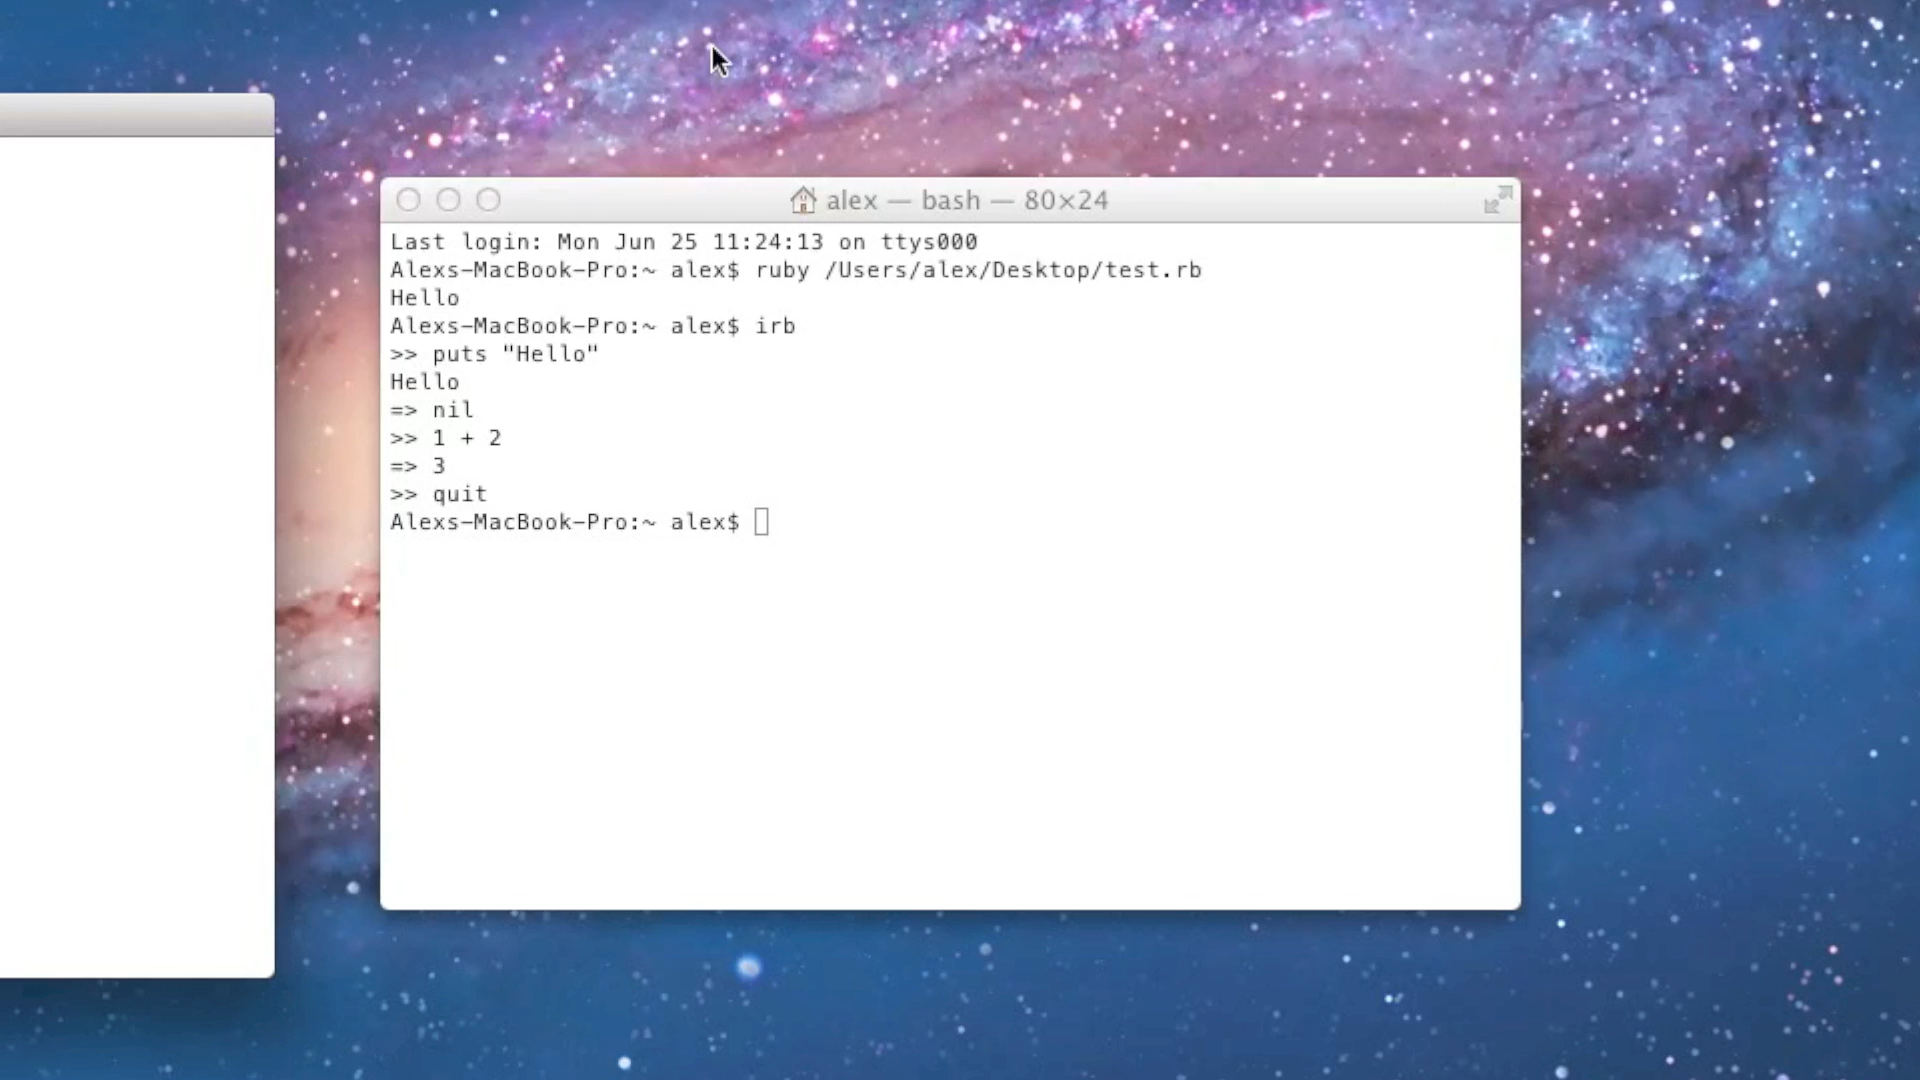 alex — bash — 80×24
Last login: Mon Jun 25 11:24:13 on ttys000
Alexs-MacBook-Pro:~ alex$ ruby /Users/alex/Desktop/test.rb
Hello
Alexs-MacBook-Pro:~ alex$ irb
>> puts "Hello"
Hello
=> nil
>> 1 + 2
=> 3
>> quit
Alexs-MacBook-Pro:~ alex$